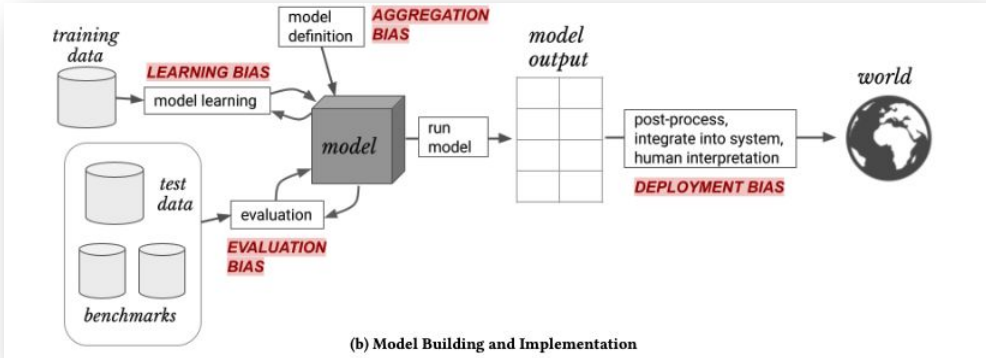 training
data
LEARNING BIAS
model learning
model
definition
AGGREGATION
BIAS
model
test
data
benchmarks
evaluation
EVALUATION
BIAS
run
model
model
output
post-process,
integrate into system,
human interpretation
DEPLOYMENT BIAS
world
(b) Model Building and Implementation